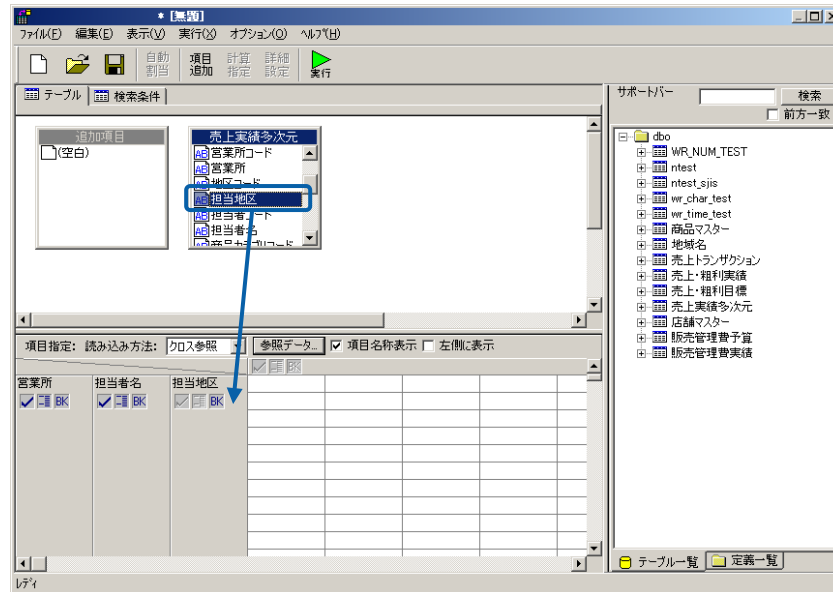 * [無題]
ファイル(F) 編集(E) 表示(V) 実行(X) オプション(O) ヘルプ(H)
自動割当 項目追加 計算指定 詳細設定 実行
テーブル 検索条件
追加項目
(空白)
売上実績多次元
営業所コード
営業所
地区コード
担当地区
担当者コード
担当者名
商品カテゴリコード
項目指定: 読み込み方法: クロス参照 参照データ... 項目名称表示 左側に表示
営業所 担当者名 担当地区
BK BK BK
BK
サポートバー 検索
前方一致
dbo
WR_NUM_TEST
ntest
ntest_sjis
wr_char_test
wr_time_test
商品マスター
地域名
売上トランザクション
売上・粗利実績
売上・粗利目標
売上実績多次元
店舗マスター
販売管理費予算
販売管理費実績
テーブル一覧 定義一覧
レディ